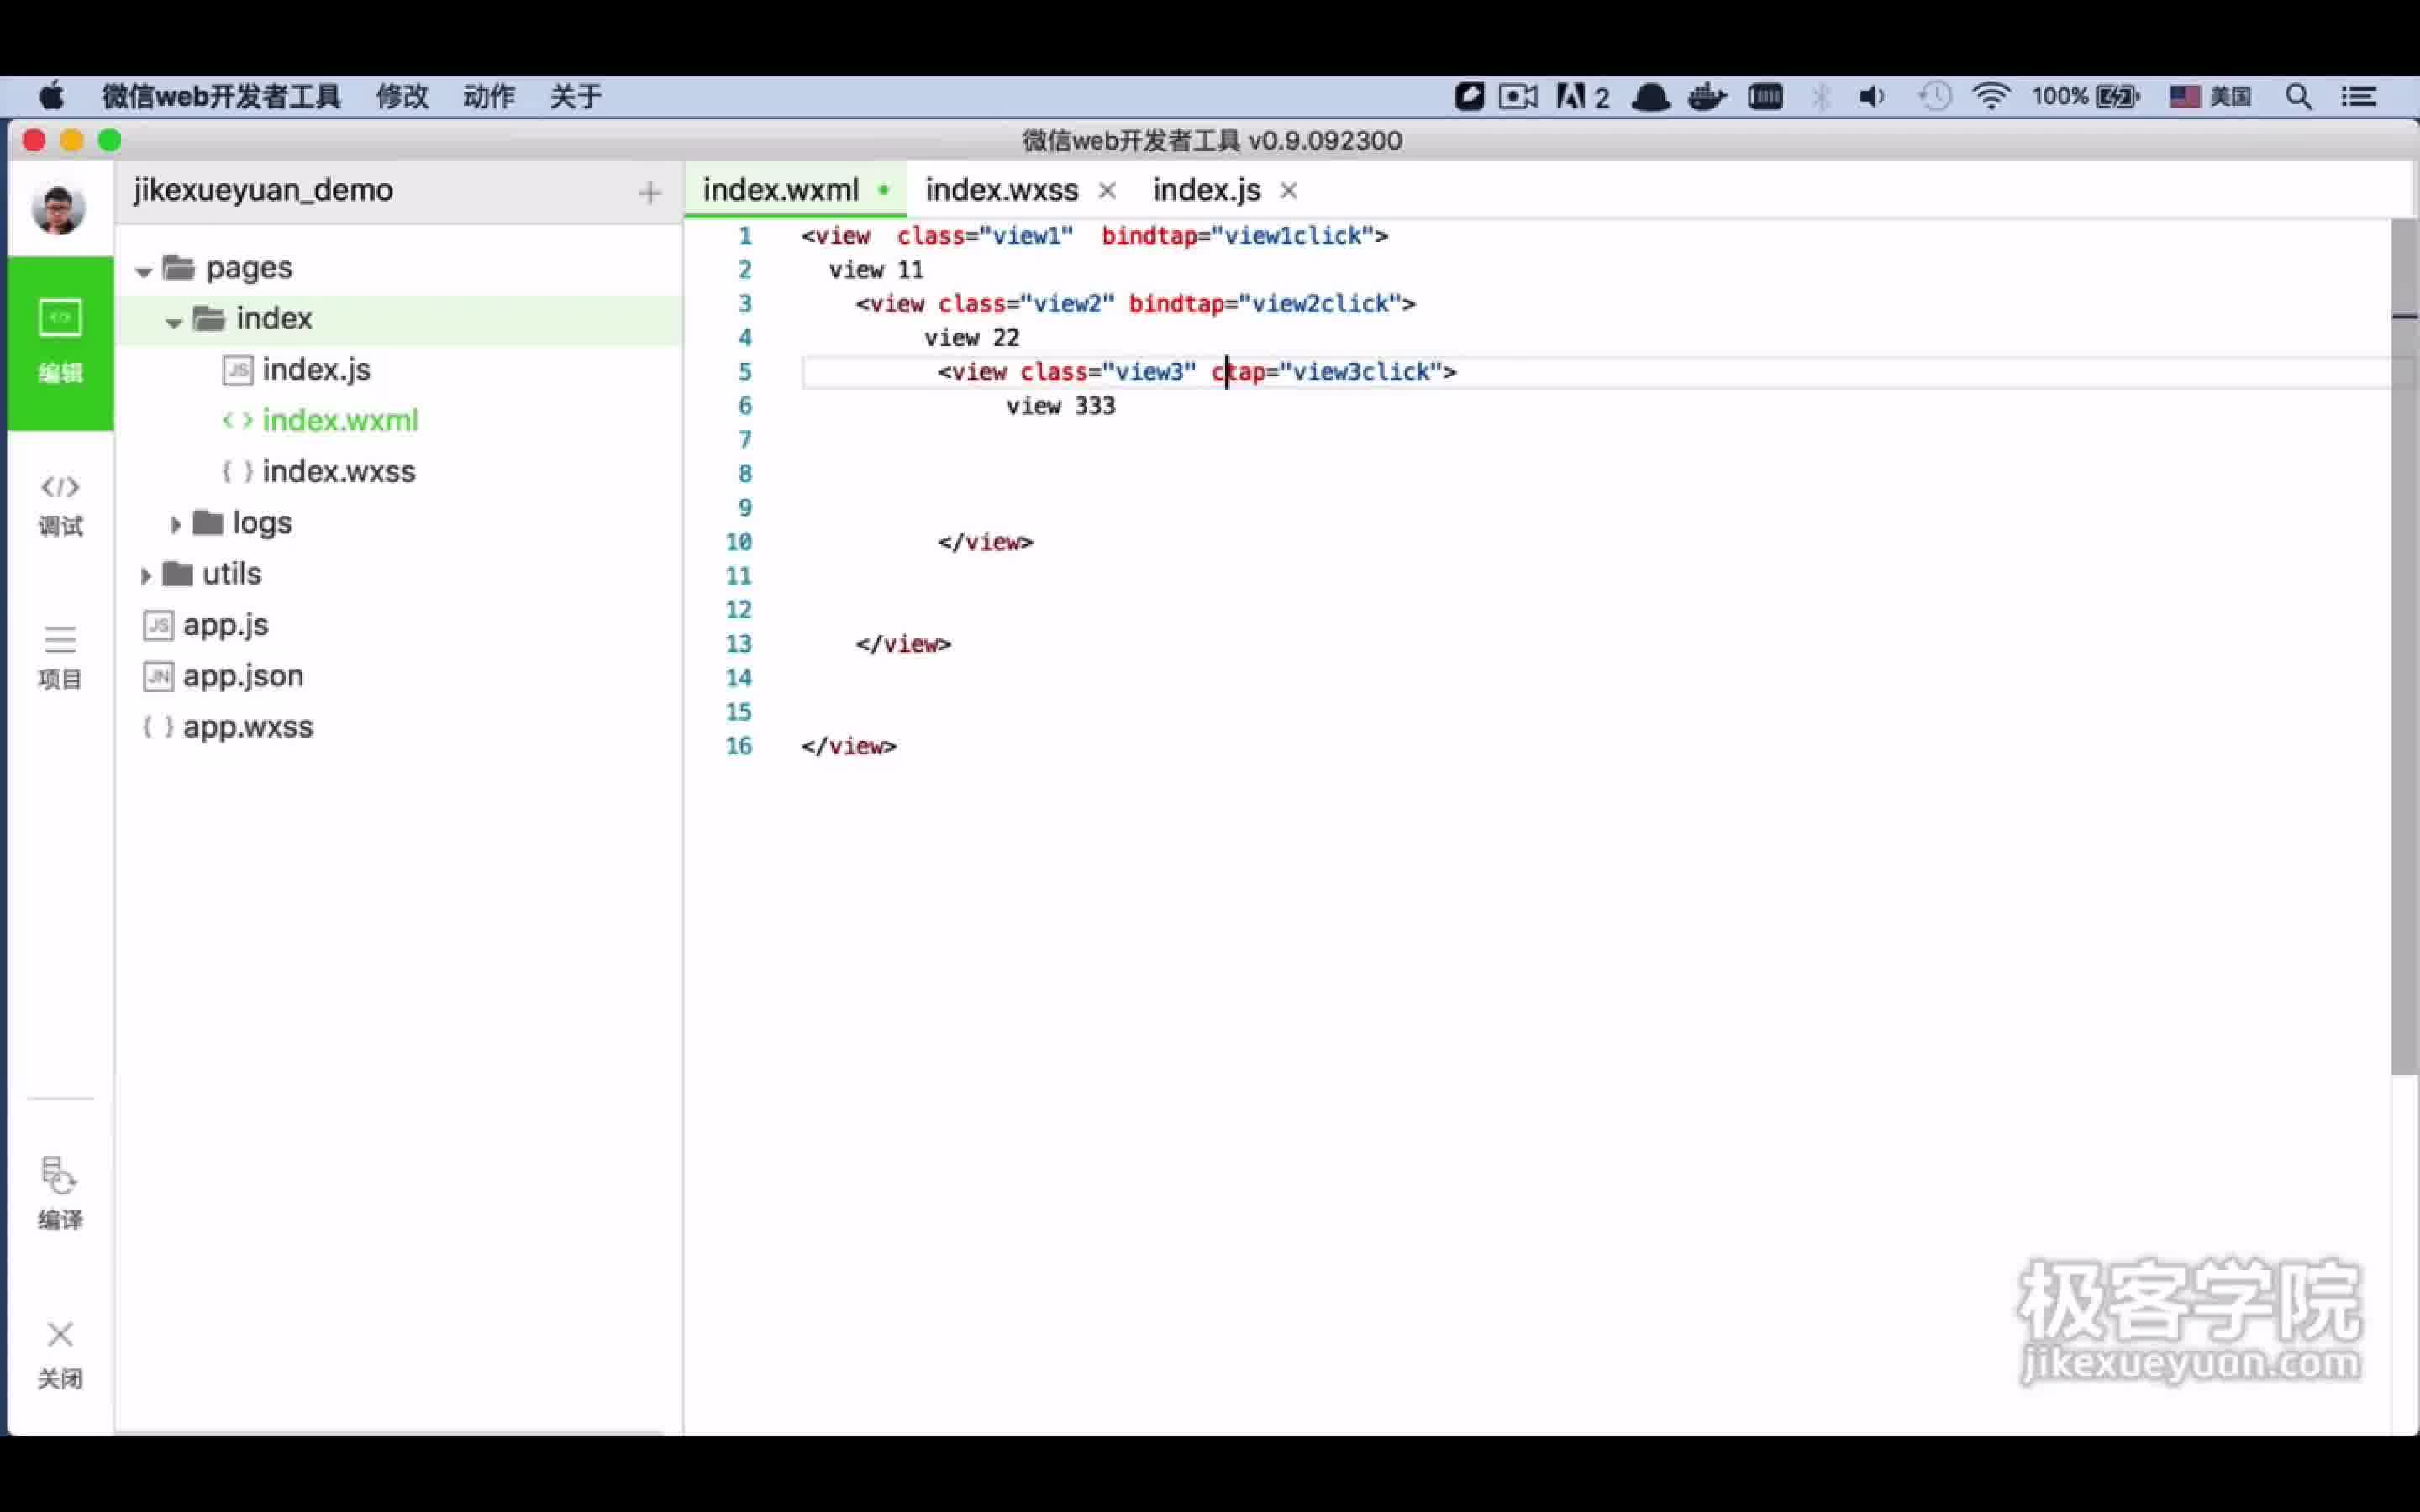 微信web开发者工具 修改 动作 关于 2 100% 美国
微信web开发者工具 v0.9.092300
jikexueyuan_demo + index.wxml index.wxss × index.js ×
编辑
调试
项目
编译
关闭
pages
index
JS index.js
< > index.wxml
{ } index.wxss
logs
utils
JS app.js
JN app.json
{ } app.wxss
1 <view  class="view1"  bindtap="view1click">
2 view 11
3 <view class="view2" bindtap="view2click">
4 view 22
5 <view class="view3" ctap="view3click">
6 view 333
7
8
9
10 </view>
11
12
13 </view>
14
15
16 </view>
极客学院
jikexueyuan.com